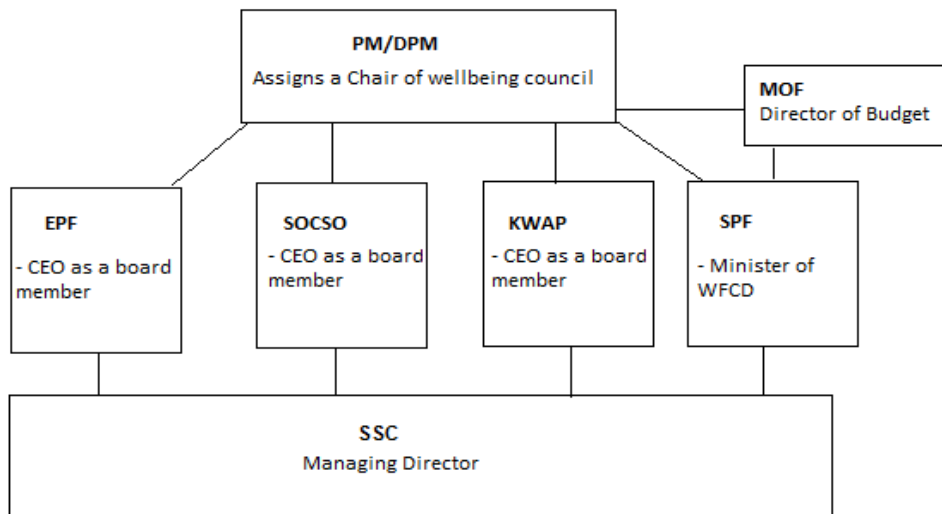 PM/DPM
Assigns a Chair of wellbeing council
MOF
Director of Budget
EPF
- CEO as a board
member
SOCSO
- CEO as a board
member
KWAP
- CEO as a board
member
SPF
- Minister of
WFCD
SSC
Managing Director